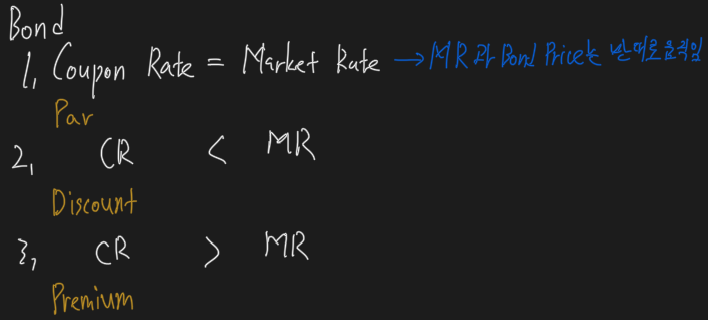 Bond
1, Coupon Rate = Market Rate → MR과 Bond Price는 반대로 움직임
Par
2, CR < MR
Discount
3, CR > MR
Premium